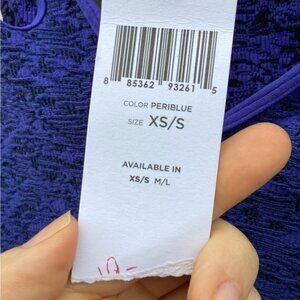 8 85362 93261 5
COLOR PERIBLUE
SIZE XS/S
AVAILABLE IN
XS/S M/L